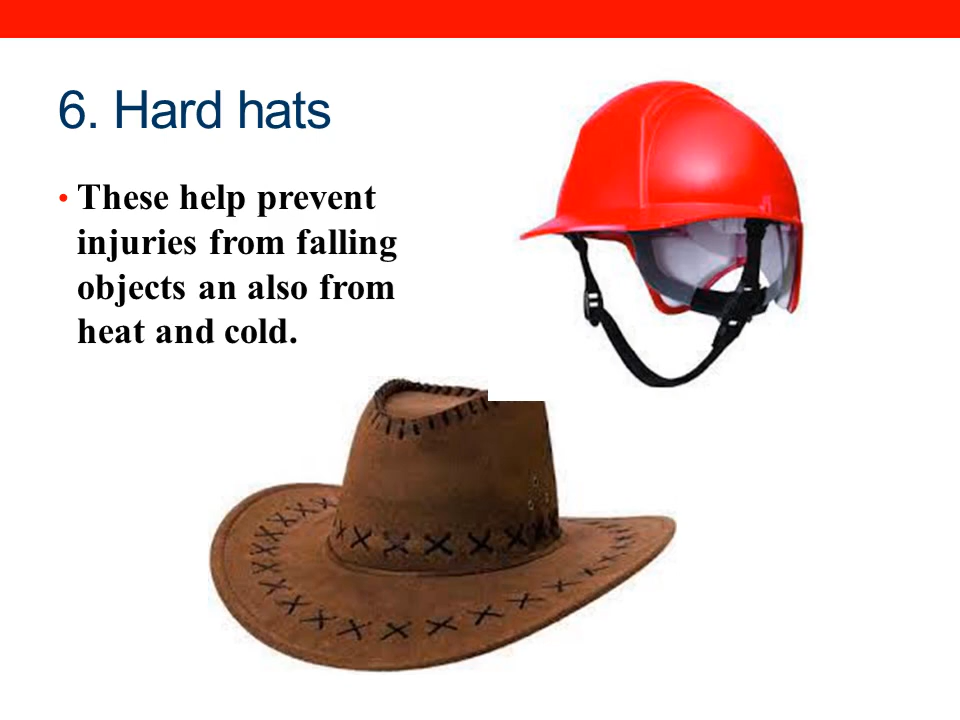 6. Hard hats
• These help prevent
injuries from falling
objects an also from
heat and cold.